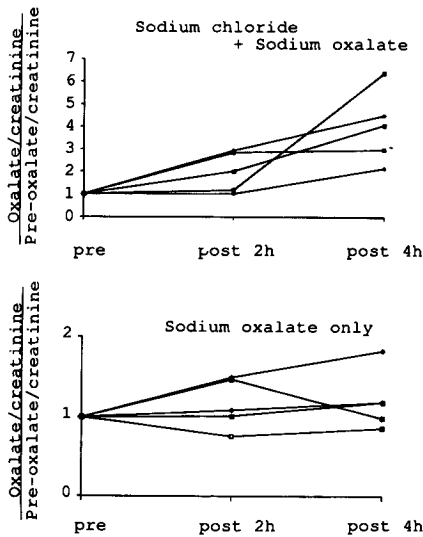 Sodium chloride
+ Sodium oxalate
Oxalate/creatinine
Pre-oxalate/creatinine
7
6
5
4
3
2
1
0
pre
post 2h
post 4h
Sodium oxalate only
Oxalate/creatinine
Pre-oxalate/creatinine
2
1
0
pre
post 2h
post 4h